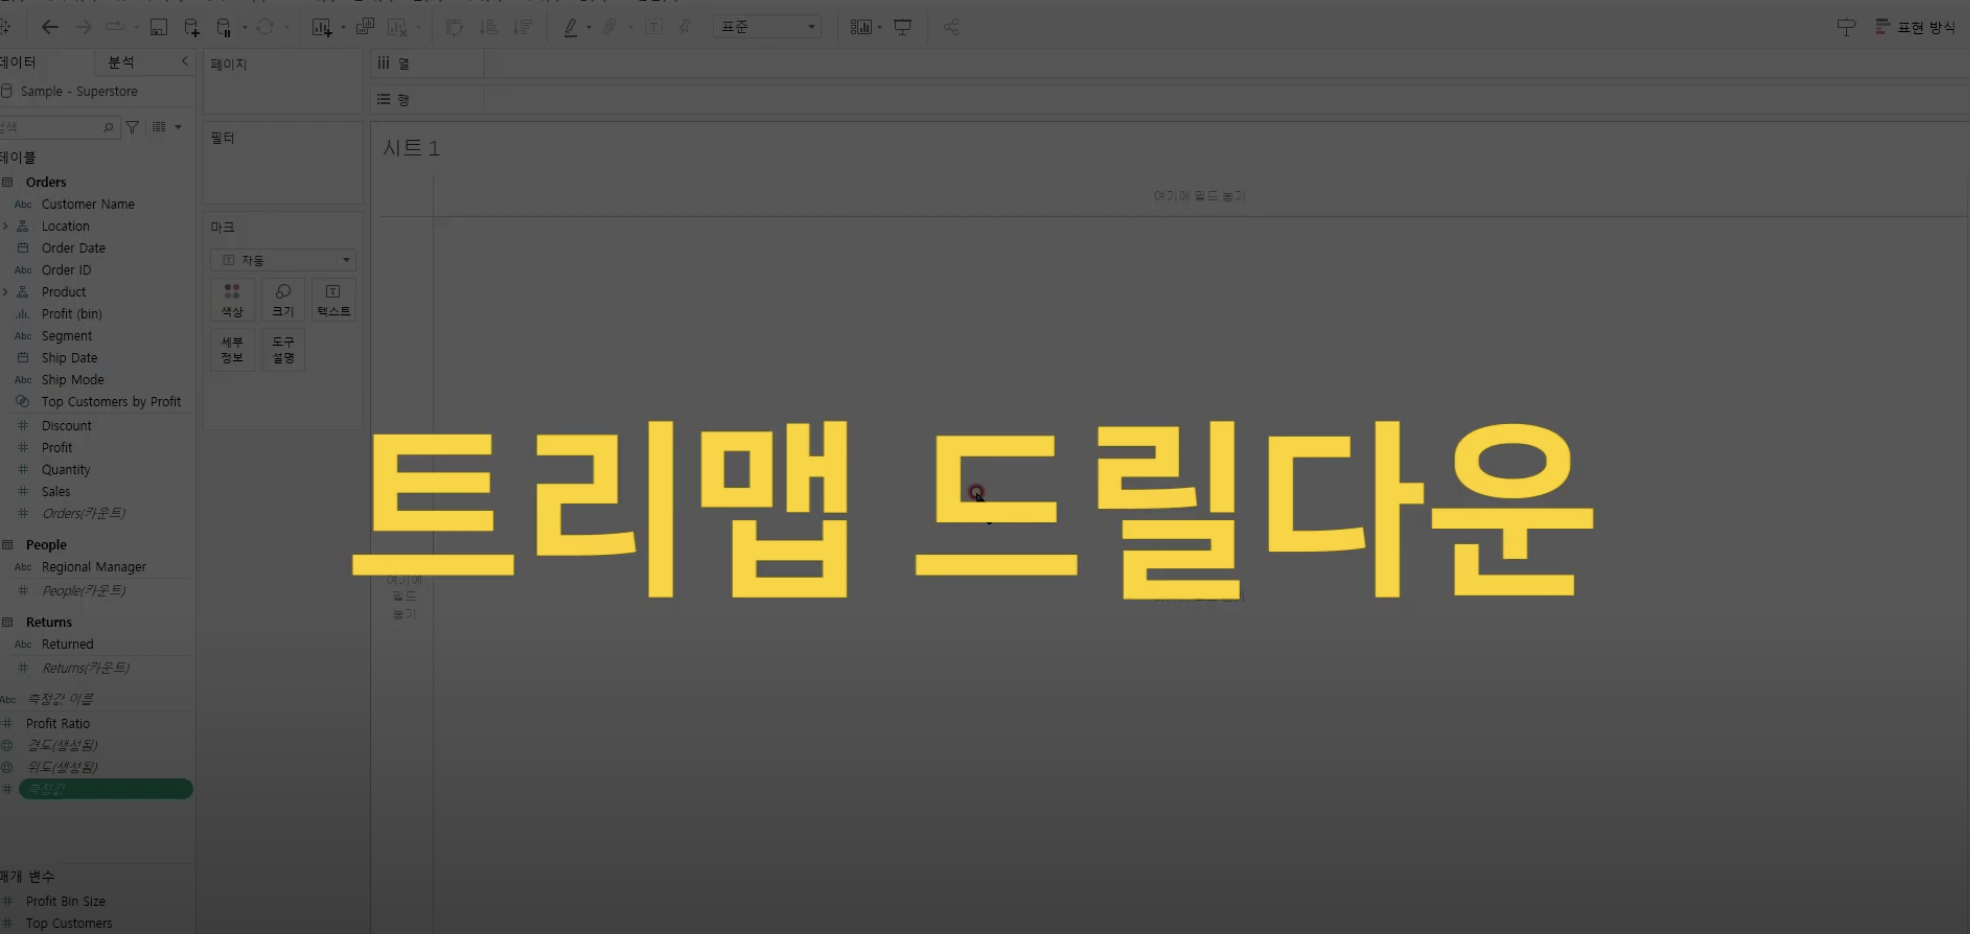 표준
표현 방식
데이터
분석
Sample - Superstore
검색
테이블
Orders
Abc Customer Name
Location
Order Date
Abc Order ID
Product
Profit (bin)
Abc Segment
Ship Date
Abc Ship Mode
Top Customers by Profit
# Discount
# Profit
# Quantity
# Sales
# Orders(카운트)
People
Abc Regional Manager
# People(카운트)
Returns
Abc Returned
# Returns(카운트)
Abc 측정값 이름
# Profit Ratio
경도(생성됨)
위도(생성됨)
# 측정값
매개 변수
# Profit Bin Size
# Top Customers
페이지
필터
마크
자동
색상
크기
텍스트
세부
정보
도구
설명
열
행
시트 1
여기에 필드 놓기
여기에
필드
놓기
트리맵 드릴다운